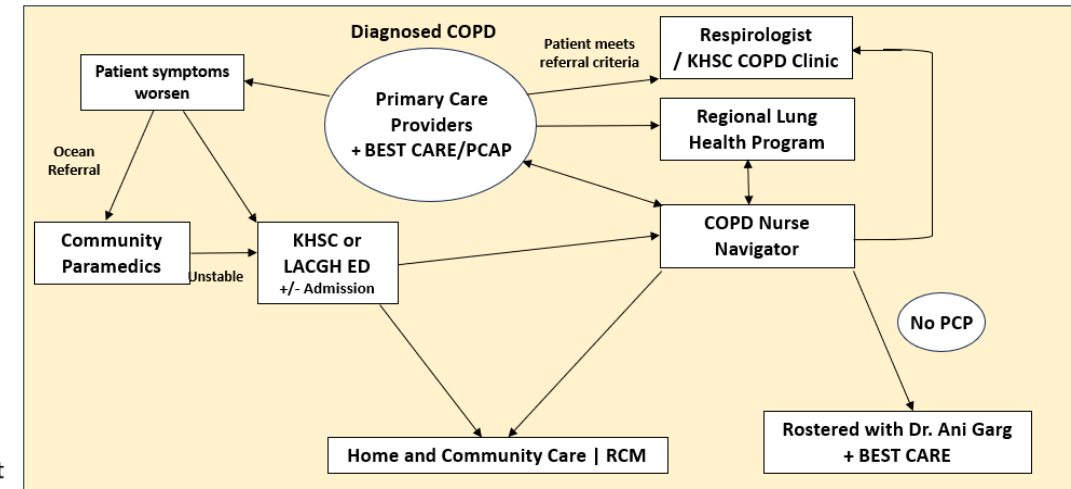 Diagnosed COPD
Patient symptoms
worsen
Primary Care
Providers
+ BEST CARE/PCAP
Patient meets
referral criteria
Respirologist
/ KHSC COPD Clinic
Regional Lung
Health Program
Ocean
Referral
Community
Paramedics
Unstable
KHSC or
LACGH ED
+/- Admission
COPD Nurse
Navigator
No PCP
Home and Community Care | RCM
Rostered with Dr. Ani Garg
+ BEST CARE
t